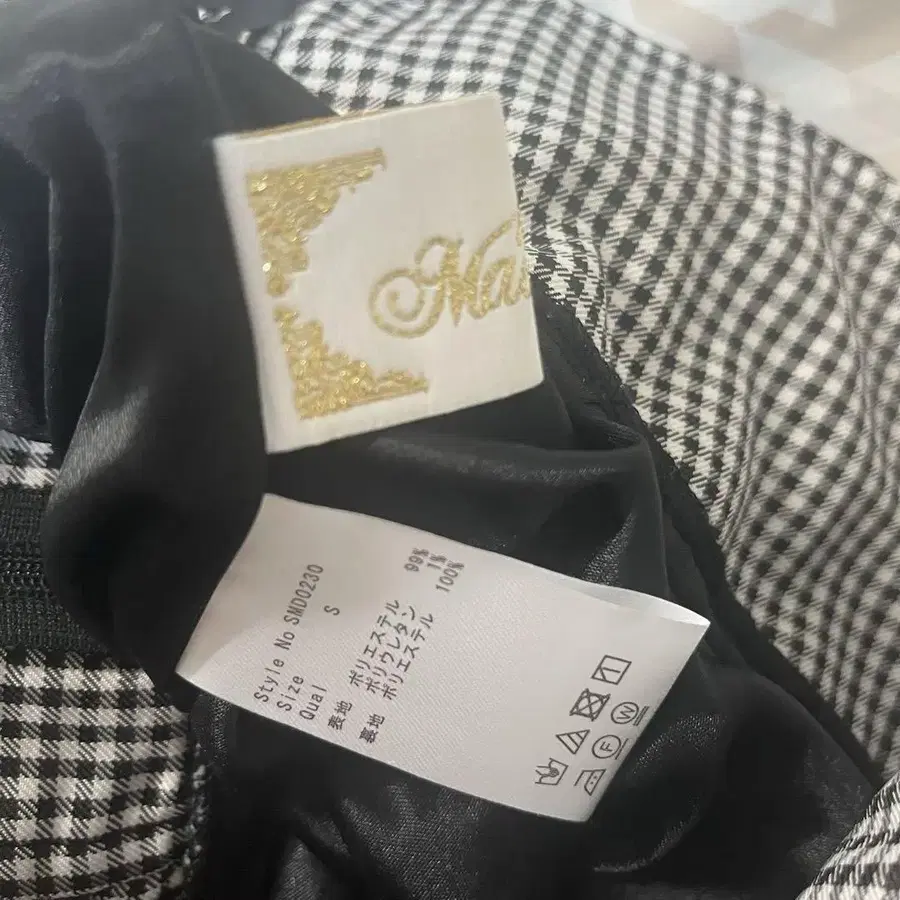 Ma
Style No SMD0230
Size S
Qual
表地 ポリエステル 99%
ポリウレタン 1%
裏地 ポリエステル 100%
F W